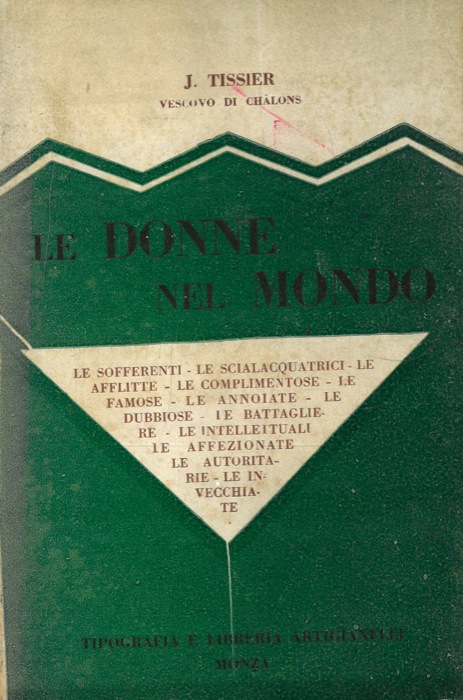 J. TISSIER
VESCOVO DI CHÂLONS
LE DONNE
NEL MONDO
LE SOFFERENTI - LE SCIALACQUATRICI - LE
AFFLITTE - LE COMPLIMENTOSE - LE
FAMOSE - LE ANNOIATE - LE
DUBBIOSE - LE BATTAGLIE-
RE - LE INTELLETTUALI
LE AFFEZIONATE
LE AUTORITA-
RIE - LE IN-
VECCHIA-
TE
TIPOGRAFIA E LIBRERIA ARTIGIANELLI
MONZA